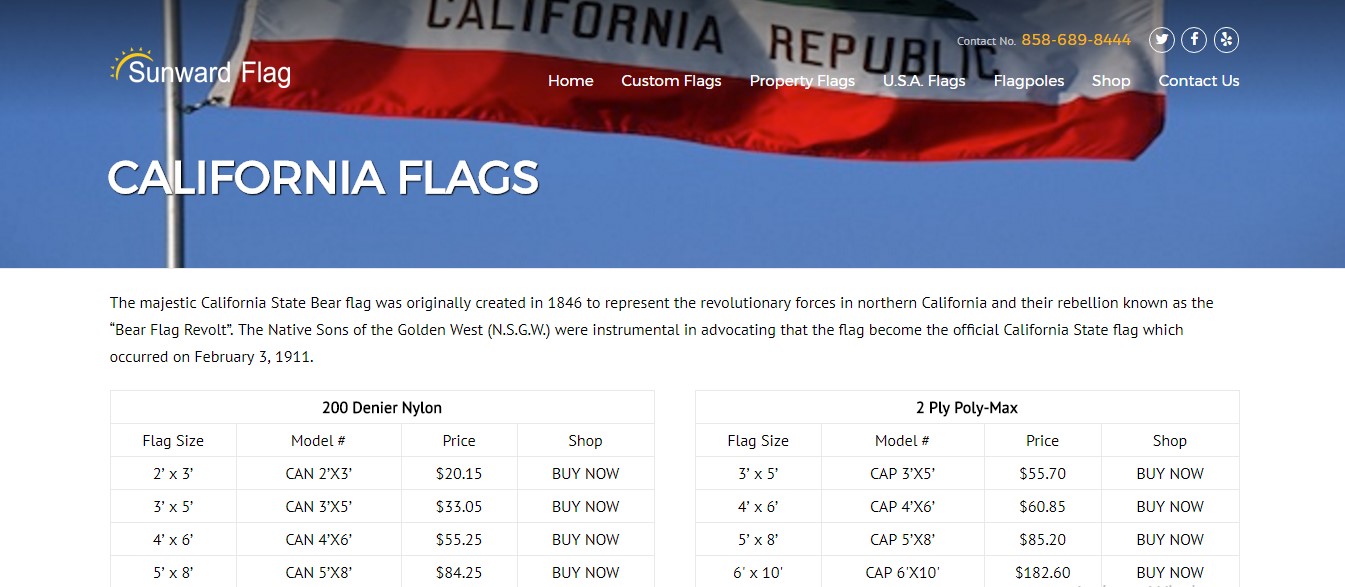 CALIFORNIA REPUBLIC
Contact No. 858-689-8444
Sunward Flag
Home Custom Flags Property Flags U.S.A. Flags Flagpoles Shop Contact Us
CALIFORNIA FLAGS
The majestic California State Bear flag was originally created in 1846 to represent the revolutionary forces in northern California and their rebellion known as the
“Bear Flag Revolt”. The Native Sons of the Golden West (N.S.G.W.) were instrumental in advocating that the flag become the official California State flag which
occurred on February 3, 1911.
200 Denier Nylon
Flag Size Model # Price Shop
2’ x 3’ CAN 2’X3’ $20.15 BUY NOW
3’ x 5’ CAN 3’X5’ $33.05 BUY NOW
4’ x 6’ CAN 4’X6’ $55.25 BUY NOW
5’ x 8’ CAN 5’X8’ $84.25 BUY NOW
2 Ply Poly-Max
Flag Size Model # Price Shop
3’ x 5’ CAP 3’X5’ $55.70 BUY NOW
4’ x 6’ CAP 4’X6’ $60.85 BUY NOW
5’ x 8’ CAP 5’X8’ $85.20 BUY NOW
6' x 10' CAP 6'X10' $182.60 BUY NOW